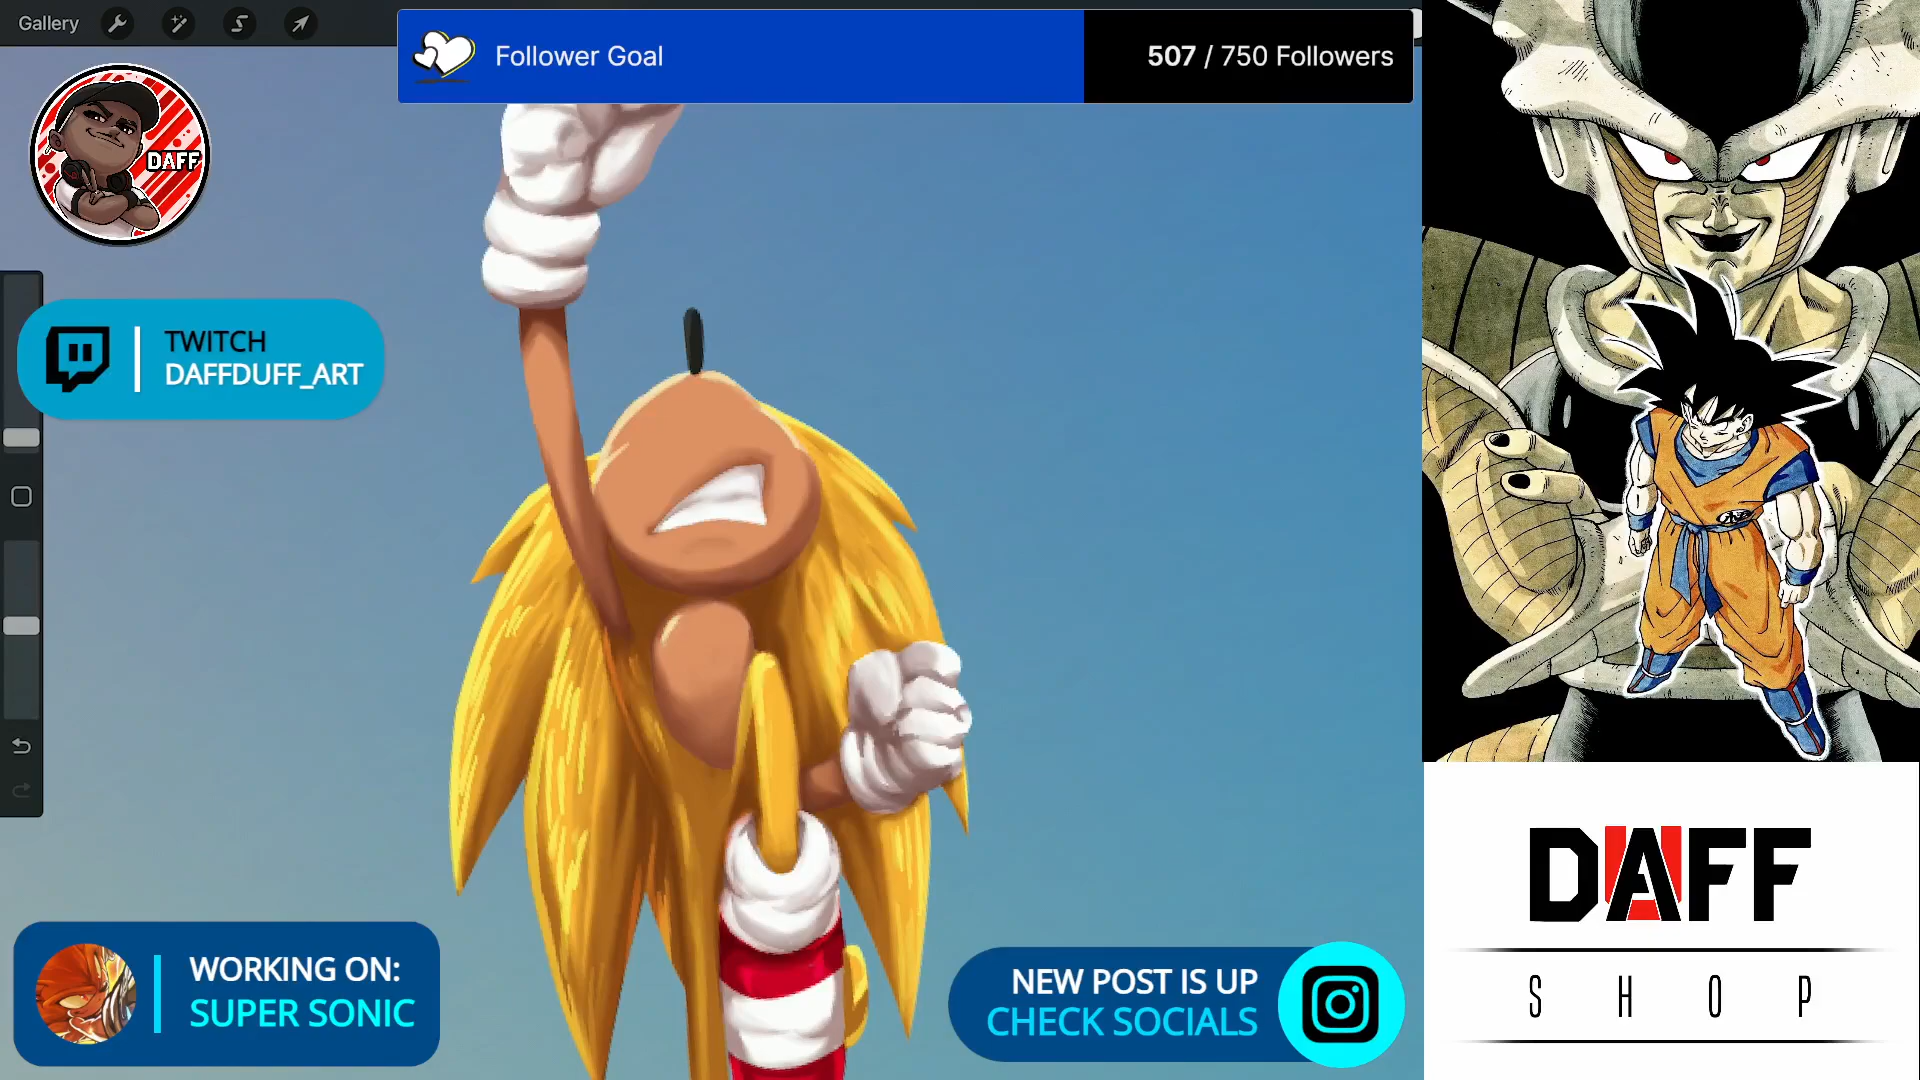 Gallery
Follower Goal
507 / 750 Followers
DAFF
TWITCH
DAFFDUFF_ART
WORKING ON:
SUPER SONIC
NEW POST IS UP
CHECK SOCIALS
DAFF
SHOP